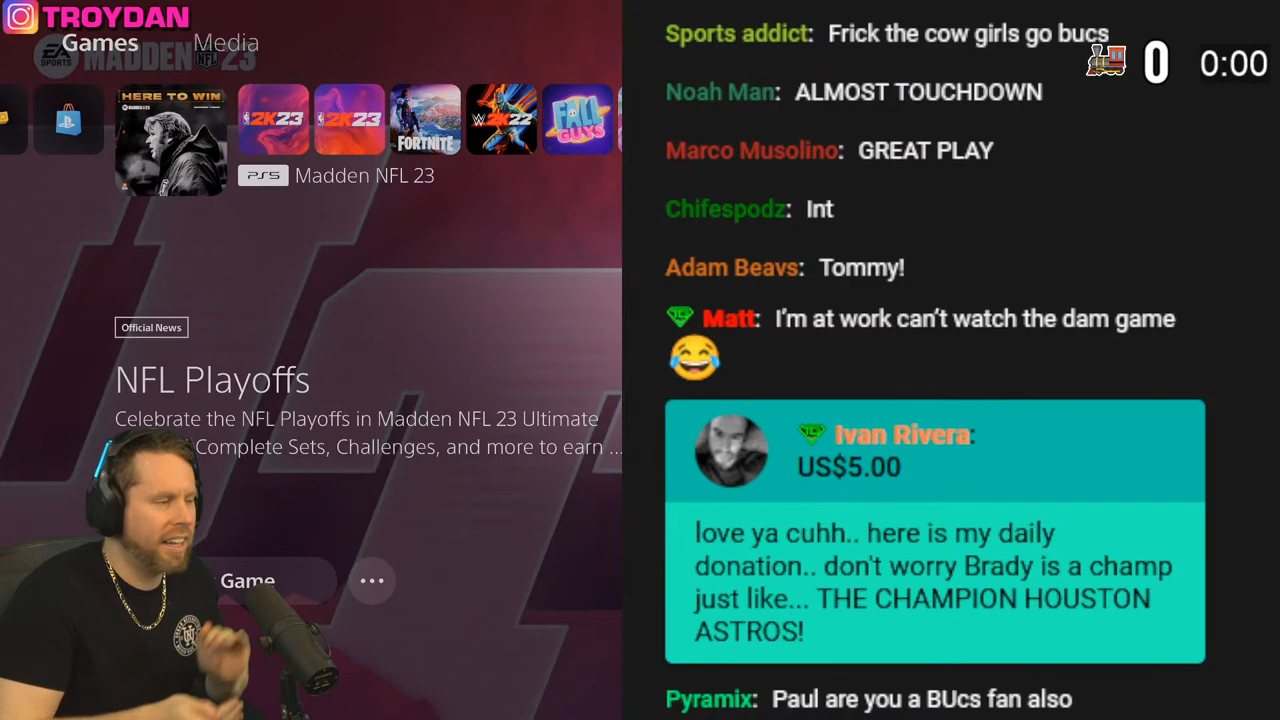 TROYDAN
Games
Media
EA
SPORTS
MADDEN NFL 23
HERE TO WIN
2K23
2K23
FORTNITE
2K22
FALL
GUYS
PS5
Madden NFL 23
Official News
NFL Playoffs
Celebrate the NFL Playoffs in Madden NFL 23 Ultimate
Complete Sets, Challenges, and more to earn ...
Game
...
Sports addict: Frick the cow girls go bucs
0
0:00
Noah Man: ALMOST TOUCHDOWN
Marco Musolino: GREAT PLAY
Chifespodz: Int
Adam Beavs: Tommy!
Matt: I'm at work can't watch the dam game
😂
Ivan Rivera:
US$5.00
love ya cuhh.. here is my daily
donation.. don't worry Brady is a champ
just like... THE CHAMPION HOUSTON
ASTROS!
Pyramix: Paul are you a BUcs fan also